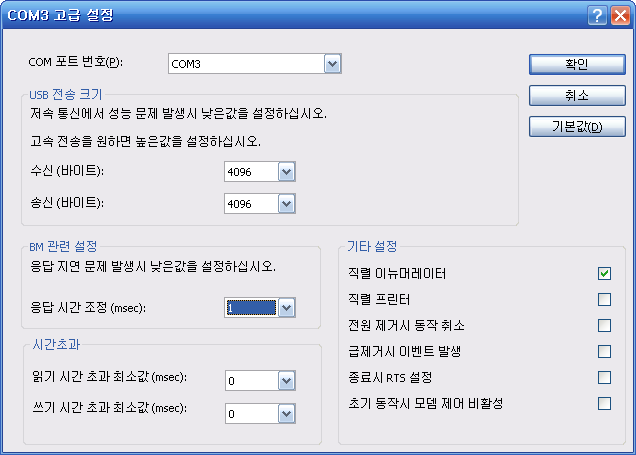 COM3 고급 설정
COM 포트 번호(P): COM3
확인
취소
기본값(D)
USB 전송 크기
저속 통신에서 성능 문제 발생시 낮은값을 설정하십시오.
고속 전송을 원하면 높은값을 설정하십시오.
수신 (바이트): 4096
송신 (바이트): 4096
BM 관련 설정
응답 지연 문제 발생시 낮은값을 설정하십시오.
응답 시간 조정 (msec): 1
시간초과
읽기 시간 초과 최소값 (msec): 0
쓰기 시간 초과 최소값 (msec): 0
기타 설정
직렬 이뉴머레이터
직렬 프린터
전원 제거시 동작 취소
급제거시 이벤트 발생
종료시 RTS 설정
초기 동작시 모뎀 제어 비활성